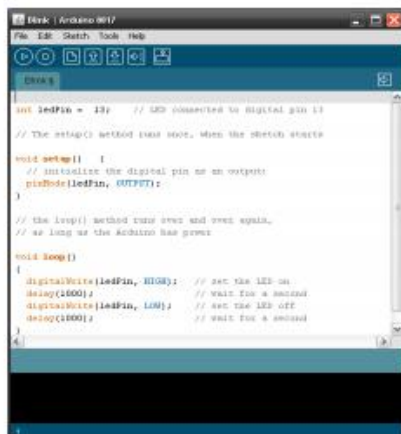 Blink | Arduino 0017
File Edit Sketch Tools Help
Blink §
int ledPin = 13; // LED connected to digital pin 13
// The setup() method runs once, when the sketch starts
void setup() {
// initialize the digital pin as an output:
pinMode(ledPin, OUTPUT);
}
// the loop() method runs over and over again,
// as long as the Arduino has power
void loop()
{
digitalWrite(ledPin, HIGH); // set the LED on
delay(1000); // wait for a second
digitalWrite(ledPin, LOW); // set the LED off
delay(1000); // wait for a second
}